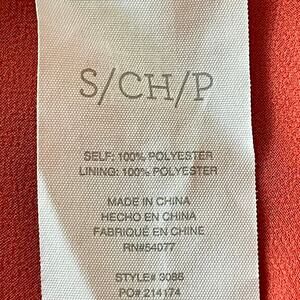 S/CH/P
SELF: 100% POLYESTER
LINING: 100% POLYESTER
MADE IN CHINA
HECHO EN CHINA
FABRIQUÉ EN CHINE
RN#54077
STYLE# 3086
PO# 214174